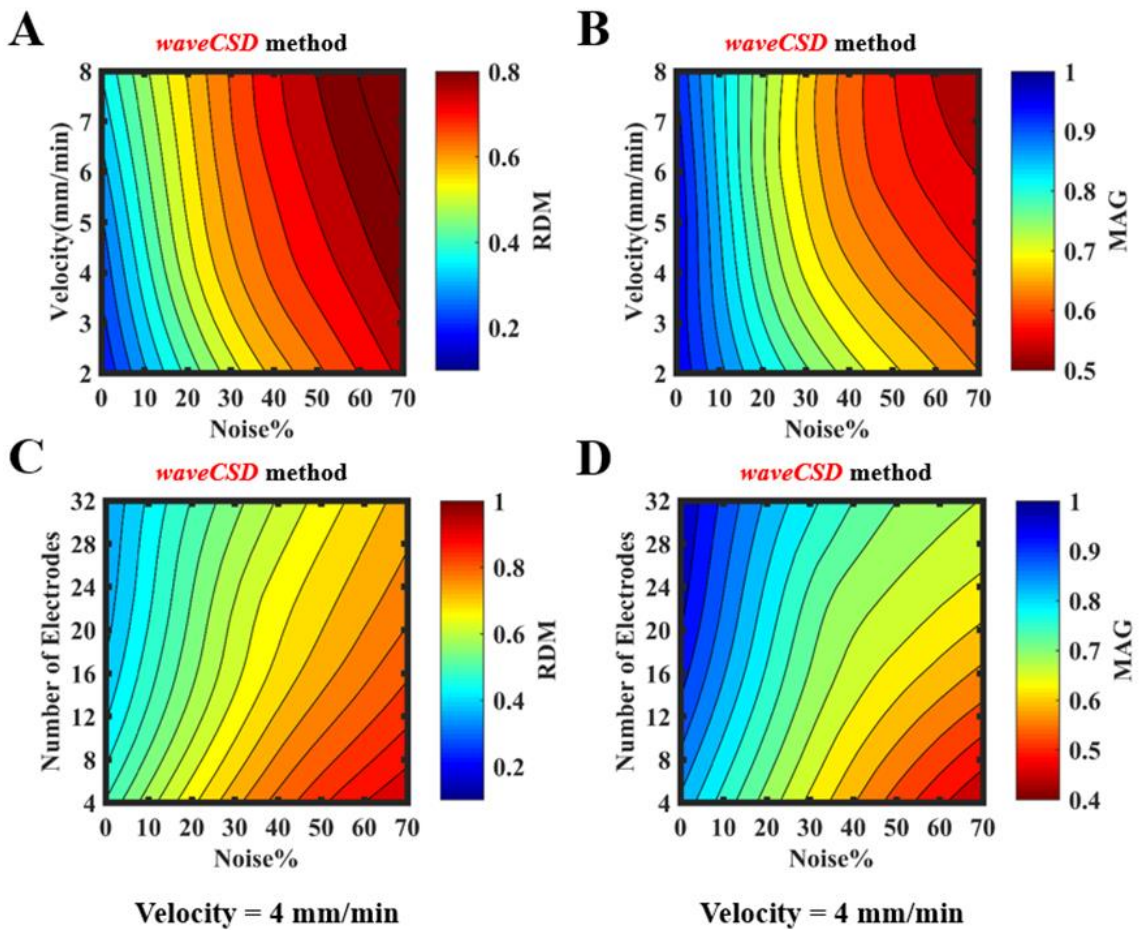 A
waveCSD method
Velocity(mm/min)
8
7
6
5
4
3
2
0 10 20 30 40 50 60 70
Noise%
0.8
0.6
0.4
0.2
RDM
B
waveCSD method
Velocity(mm/min)
8
7
6
5
4
3
2
0 10 20 30 40 50 60 70
Noise%
1
0.9
0.8
0.7
0.6
0.5
MAG
C
waveCSD method
Number of Electrodes
32
28
24
20
16
12
8
4
0 10 20 30 40 50 60 70
Noise%
1
0.8
0.6
0.4
0.2
RDM
Velocity = 4 mm/min
D
waveCSD method
Number of Electrodes
32
28
24
20
16
12
8
4
0 10 20 30 40 50 60 70
Noise%
1
0.9
0.8
0.7
0.6
0.5
0.4
MAG
Velocity = 4 mm/min